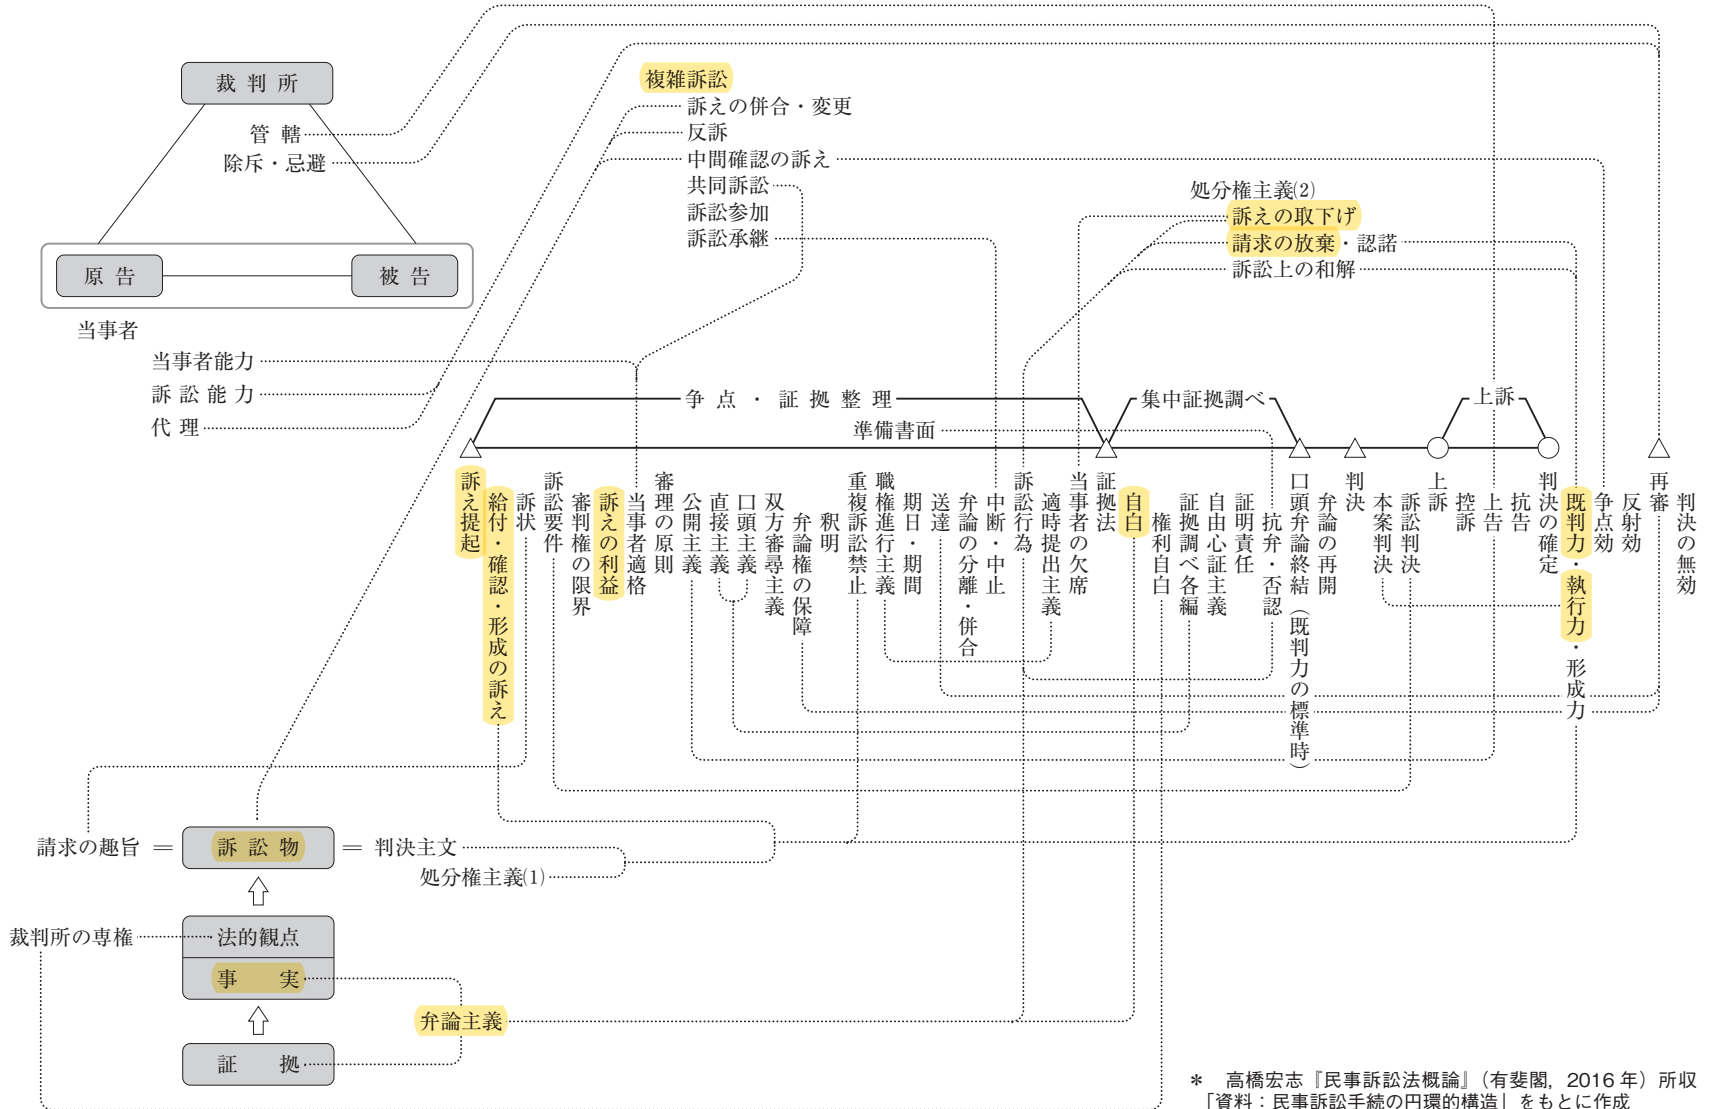 裁判所
管轄
除斥・忌避
原告
被告
当事者
当事者能力
訴訟能力
代理
複雑訴訟
訴えの併合・変更
反訴
中間確認の訴え
共同訴訟
訴訟参加
訴訟承継
処分権主義(2)
訴えの取下げ
請求の放棄・認諾
訴訟上の和解
争点・証拠整理
準備書面
集中証拠調べ
上訴
訴え提起
給付・確認・形成の訴え
訴状
訴訟要件
審判権の限界
訴えの利益
当事者適格
審理の原則
公開主義
直接主義
口頭主義
双方審尋主義
弁論権の保障
釈明
重複訴訟禁止
職権進行主義
期日・期間
送達
弁論の分離・併合
中断・中止
訴訟行為
適時提出主義
当事者の欠席
証拠法
自白
権利自白
証拠調べ各編
自由心証主義
証明責任
抗弁・否認
口頭弁論終結(既判力の標準時)
弁論の再開
判決
本案判決
訴訟判決
上訴
控訴
上告
抗告
判決の確定
既判力・執行力・形成力
争点効
反射効
再審
判決の無効
請求の趣旨 = 訴訟物 = 判決主文
処分権主義(1)
裁判所の専権
法的観点
事実
弁論主義
証拠
* 高橋宏志『民事訴訟法概論』(有斐閣,2016年)所収
「資料:民事訴訟手続の円環的構造」をもとに作成